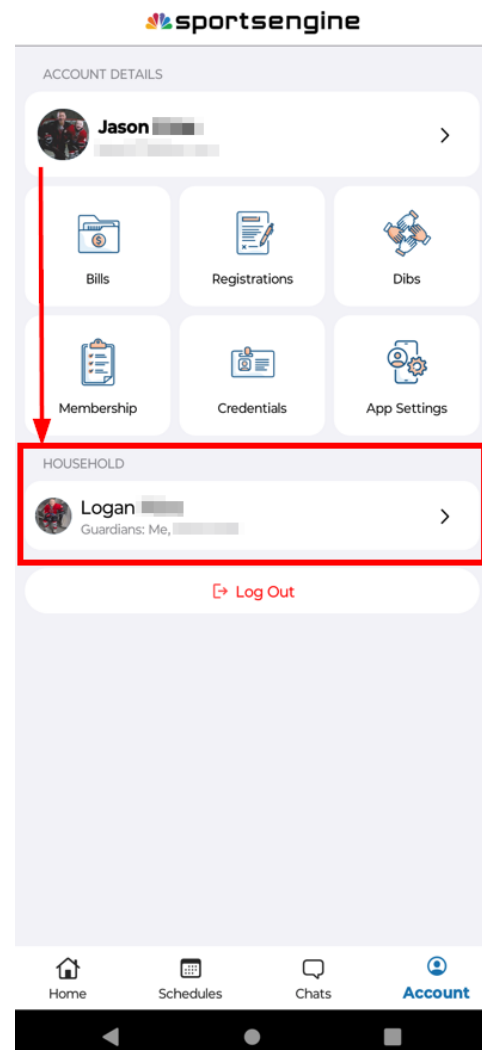 sportsengine
ACCOUNT DETAILS
Jason
Bills Registrations Dibs
Membership Credentials App Settings
HOUSEHOLD
Logan
Guardians: Me,
Log Out
Home Schedules Chats Account